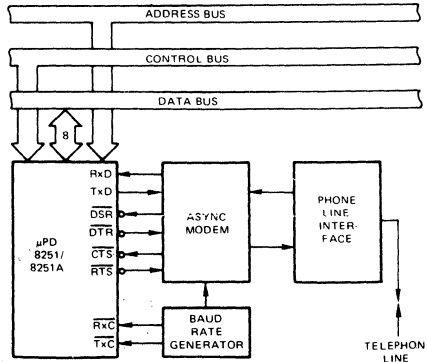 ADDRESS BUS
CONTROL BUS
DATA BUS
8
RxD
TxD
DSR
DTR
CTS
RTS
RxC
TxC
µPD
8251/
8251A
ASYNC
MODEM
PHONE
LINE
INTER-
FACE
BAUD
RATE
GENERATOR
TELEPHON
LINE